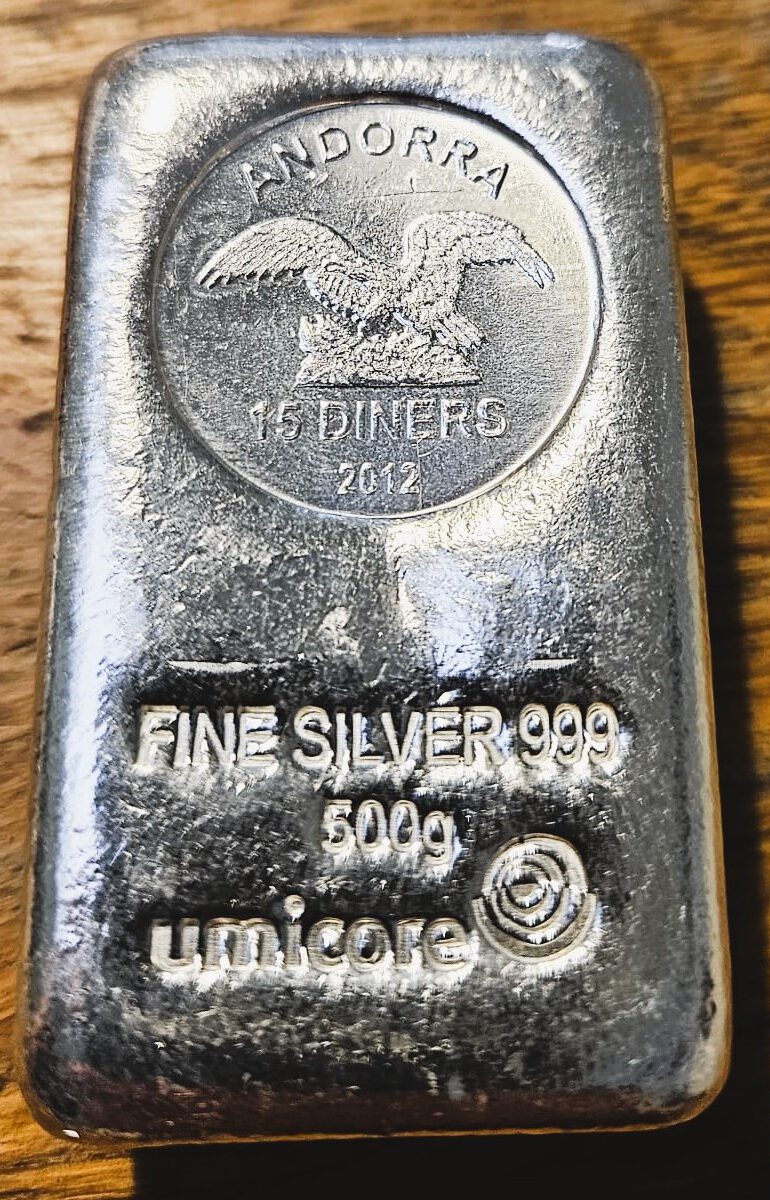 ANDORRA
15 DINERS
2012
FINE SILVER 999
500g
umicore